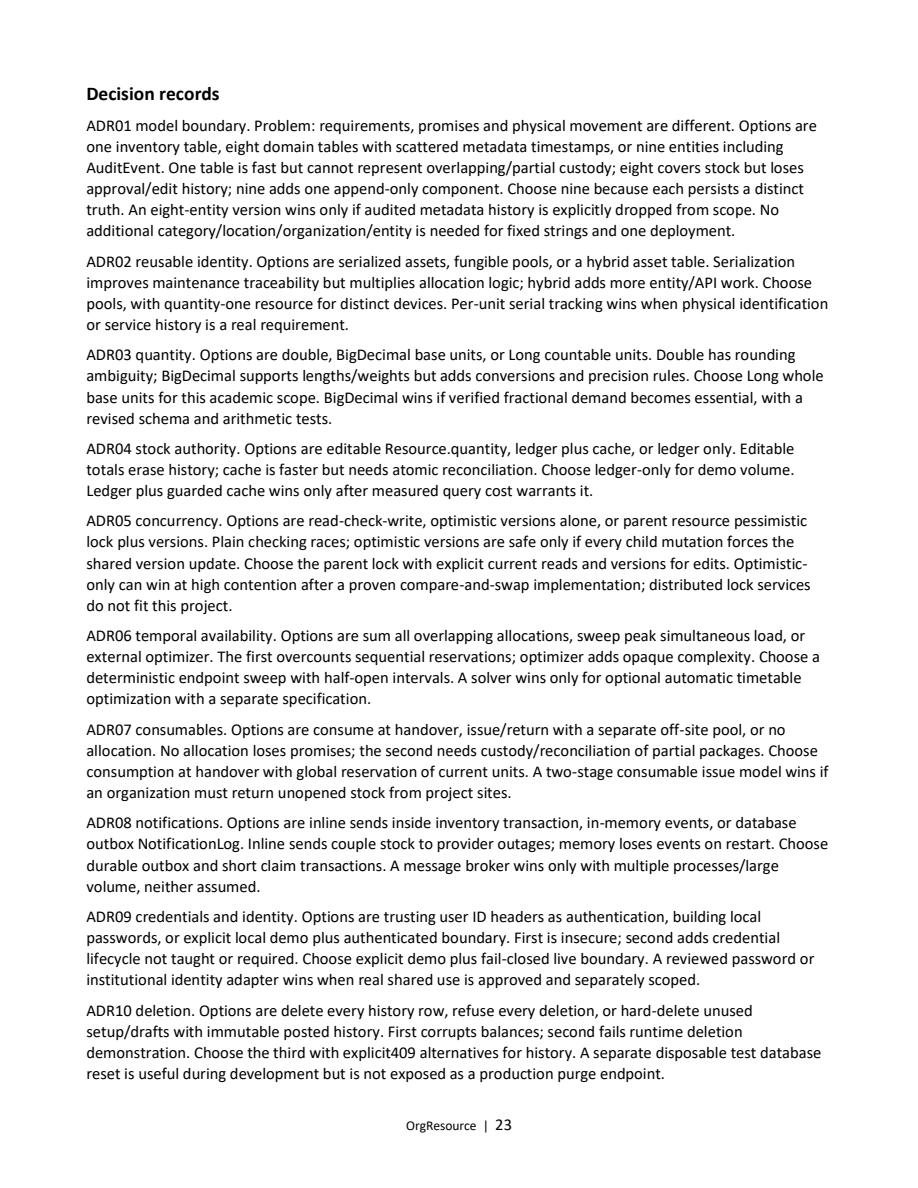 Decision records
ADR01 model boundary. Problem: requirements, promises and physical movement are different. Options are
one inventory table, eight domain tables with scattered metadata timestamps, or nine entities including
AuditEvent. One table is fast but cannot represent overlapping/partial custody; eight covers stock but loses
approval/edit history; nine adds one append-only component. Choose nine because each persists a distinct
truth. An eight-entity version wins only if audited metadata history is explicitly dropped from scope. No
additional category/location/organization/entity is needed for fixed strings and one deployment.
ADR02 reusable identity. Options are serialized assets, fungible pools, or a hybrid asset table. Serialization
improves maintenance traceability but multiplies allocation logic; hybrid adds more entity/API work. Choose
pools, with quantity-one resource for distinct devices. Per-unit serial tracking wins when physical identification
or service history is a real requirement.
ADR03 quantity. Options are double, BigDecimal base units, or Long countable units. Double has rounding
ambiguity; BigDecimal supports lengths/weights but adds conversions and precision rules. Choose Long whole
base units for this academic scope. BigDecimal wins if verified fractional demand becomes essential, with a
revised schema and arithmetic tests.
ADR04 stock authority. Options are editable Resource.quantity, ledger plus cache, or ledger only. Editable
totals erase history; cache is faster but needs atomic reconciliation. Choose ledger-only for demo volume.
Ledger plus guarded cache wins only after measured query cost warrants it.
ADR05 concurrency. Options are read-check-write, optimistic versions alone, or parent resource pessimistic
lock plus versions. Plain checking races; optimistic versions are safe only if every child mutation forces the
shared version update. Choose the parent lock with explicit current reads and versions for edits. Optimistic-
only can win at high contention after a proven compare-and-swap implementation; distributed lock services
do not fit this project.
ADR06 temporal availability. Options are sum all overlapping allocations, sweep peak simultaneous load, or
external optimizer. The first overcounts sequential reservations; optimizer adds opaque complexity. Choose a
deterministic endpoint sweep with half-open intervals. A solver wins only for optional automatic timetable
optimization with a separate specification.
ADR07 consumables. Options are consume at handover, issue/return with a separate off-site pool, or no
allocation. No allocation loses promises; the second needs custody/reconciliation of partial packages. Choose
consumption at handover with global reservation of current units. A two-stage consumable issue model wins if
an organization must return unopened stock from project sites.
ADR08 notifications. Options are inline sends inside inventory transaction, in-memory events, or database
outbox NotificationLog. Inline sends couple stock to provider outages; memory loses events on restart. Choose
durable outbox and short claim transactions. A message broker wins only with multiple processes/large
volume, neither assumed.
ADR09 credentials and identity. Options are trusting user ID headers as authentication, building local
passwords, or explicit local demo plus authenticated boundary. First is insecure; second adds credential
lifecycle not taught or required. Choose explicit demo plus fail-closed live boundary. A reviewed password or
institutional identity adapter wins when real shared use is approved and separately scoped.
ADR10 deletion. Options are delete every history row, refuse every deletion, or hard-delete unused
setup/drafts with immutable posted history. First corrupts balances; second fails runtime deletion
demonstration. Choose the third with explicit409 alternatives for history. A separate disposable test database
reset is useful during development but is not exposed as a production purge endpoint.
OrgResource | 23